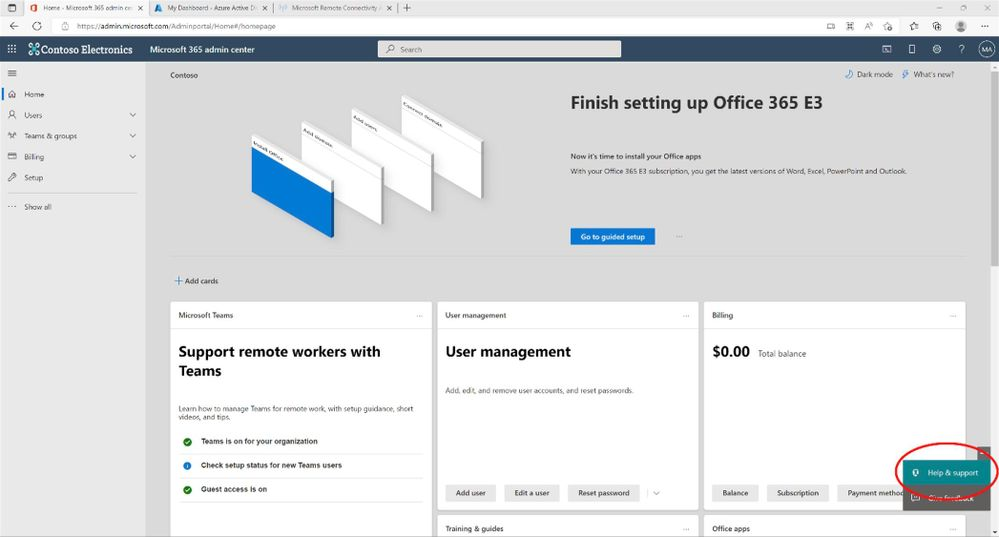 Home - Microsoft 365 admin ce
My Dashboard - Azure Active Di
Microsoft Remote Connectivity A
https://admin.microsoft.com/Adminportal/Home#/homepage
Contoso Electronics
Microsoft 365 admin center
Search
MA
Contoso
Dark mode
What's new?
Home
Users
Teams & groups
Billing
Setup
Show all
Install Office
Add domain
Add users
Connect domain
Finish setting up Office 365 E3
Now it's time to install your Office apps
With your Office 365 E3 subscription, you get the latest versions of Word, Excel, PowerPoint and Outlook.
Go to guided setup
Add cards
Microsoft Teams
Support remote workers with
Teams
Learn how to manage Teams for remote work, with setup guidance, short
videos, and tips.
Teams is on for your organization
Check setup status for new Teams users
Guest access is on
User management
User management
Add, edit, and remove user accounts, and reset passwords.
Add user
Edit a user
Reset password
Billing
$0.00 Total balance
Balance
Subscription
Payment method
Help & support
Give feedback
Training & guides
Office apps